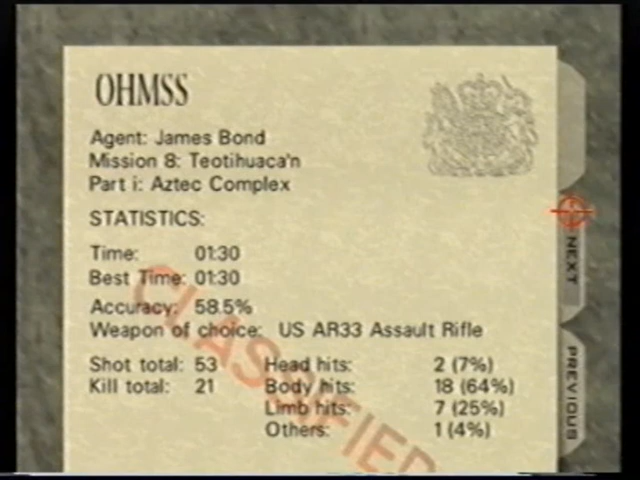 OHMSS
Agent: James Bond
Mission 8: Teotihuaca'n
Part i: Aztec Complex
STATISTICS:
Time: 01:30
Best Time: 01:30
Accuracy: 58.5%
Weapon of choice: US AR33 Assault Rifle
Shot total: 53 Head hits: 2 (7%)
Kill total: 21 Body hits: 18 (64%)
Limb hits: 7 (25%)
Others: 1 (4%)
CLASSIFIED
NEXT
PREVIOUS